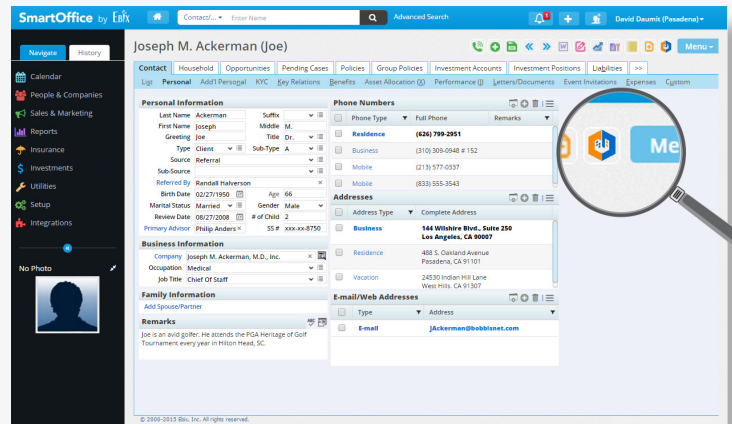 SmartOffice by Ebix
Contact/... Enter Name
Advanced Search
David Daumit (Pasadena)
Navigate History
Calendar
People & Companies
Sales & Marketing
Reports
Insurance
Investments
Utilities
Setup
Integrations
No Photo
Joseph M. Ackerman (Joe)
Menu
Contact Household Opportunities Pending Cases Policies Group Policies Investment Accounts Investment Positions Liabilities >>
List Personal Add'l Personal KYC Key Relations Benefits Asset Allocation (X) Performance (J) Letters/Documents Event Invitations Expenses Custom
Personal Information
Last Name Ackerman Suffix
First Name Joseph Middle M.
Greeting Joe Title Dr.
Type Client Sub-Type A
Source Referral
Sub-Source
Referred By Randall Halverson ×
Birth Date 02/27/1950 Age 66
Marital Status Married Gender Male
Review Date 08/27/2008 # of Child 2
Primary Advisor Philip Anders × SS # xxx-xx-8750
Business Information
Company Joseph M. Ackerman, M.D., Inc. ×
Occupation Medical
Job Title Chief Of Staff
Family Information
Add Spouse/Partner
Remarks
Joe is an avid golfer. He attends the PGA Heritage of Golf
Tournament every year in Hilton Head, SC.
Phone Numbers
Phone Type Full Phone Remarks
Residence (626) 799-2951
Business (310) 309-0948 # 152
Mobile (213) 577-0337
Mobile (833) 555-3543
Addresses
Address Type Complete Address
Business 144 Wilshire Blvd., Suite 250
Los Angeles, CA 90007
Residence 488 S. Oakland Avenue
Pasadena, CA 91101
Vacation 24530 Indian Hill Lane
West Hills, CA 91307
E-mail/Web Addresses
Type Address
E-mail JAckerman@bobbisnet.com
Me
© 2000-2015 Ebix, Inc. All rights reserved.